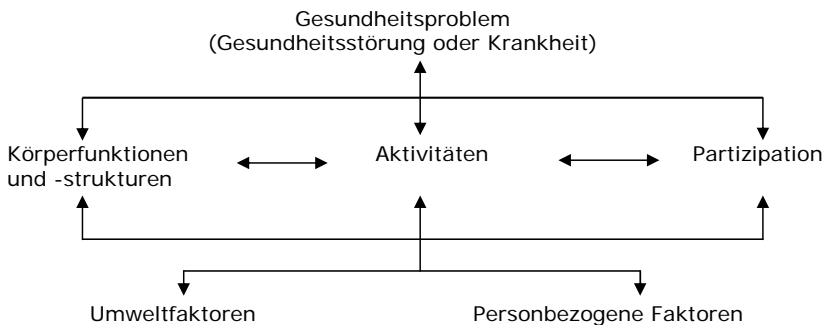 Gesundheitsproblem
(Gesundheitsstörung oder Krankheit)
Körperfunktionen
und -strukturen
Aktivitäten
Partizipation
Umweltfaktoren
Personbezogene Faktoren